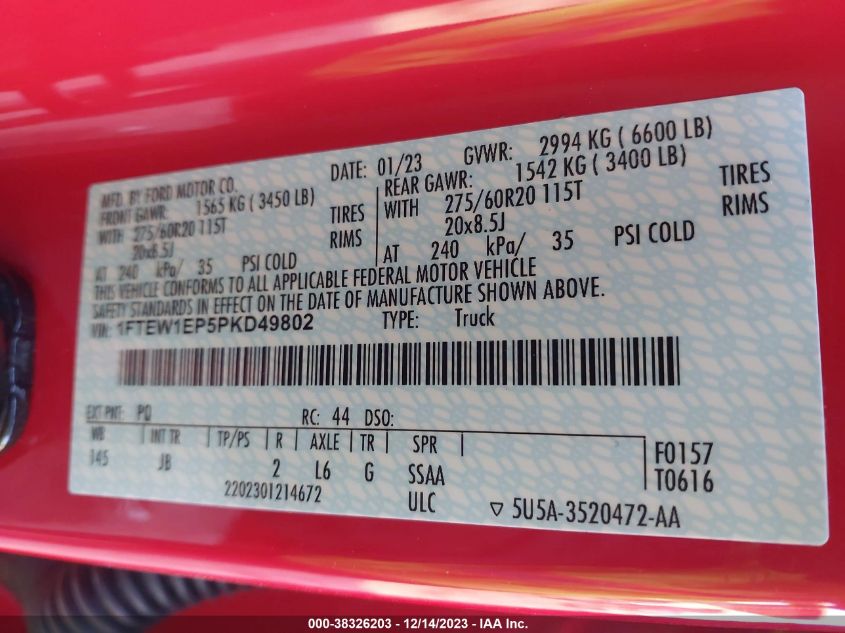 MFD. BY FORD MOTOR CO.
DATE: 01/23 GVWR: 2994 KG ( 6600 LB)
FRONT GAWR: 1565 KG ( 3450 LB)
REAR GAWR: 1542 KG ( 3400 LB)
WITH 275/60R20 115T TIRES
WITH 275/60R20 115T TIRES
20x8.5J RIMS
20x8.5J RIMS
AT 240 kPa/ 35 PSI COLD
AT 240 kPa/ 35 PSI COLD
THIS VEHICLE CONFORMS TO ALL APPLICABLE FEDERAL MOTOR VEHICLE
SAFETY STANDARDS IN EFFECT ON THE DATE OF MANUFACTURE SHOWN ABOVE.
VIN: 1FTEW1EP5PKD49802 TYPE: Truck
EXT PNT: PQ RC: 44 DSO:
WB INT TR TP/PS R AXLE TR SPR
145 JB 2 L6 G SSAA
F0157
T0616
2202301214672 ULC
▽ 5U5A-3520472-AA
000-38326203 - 12/14/2023 - IAA Inc.